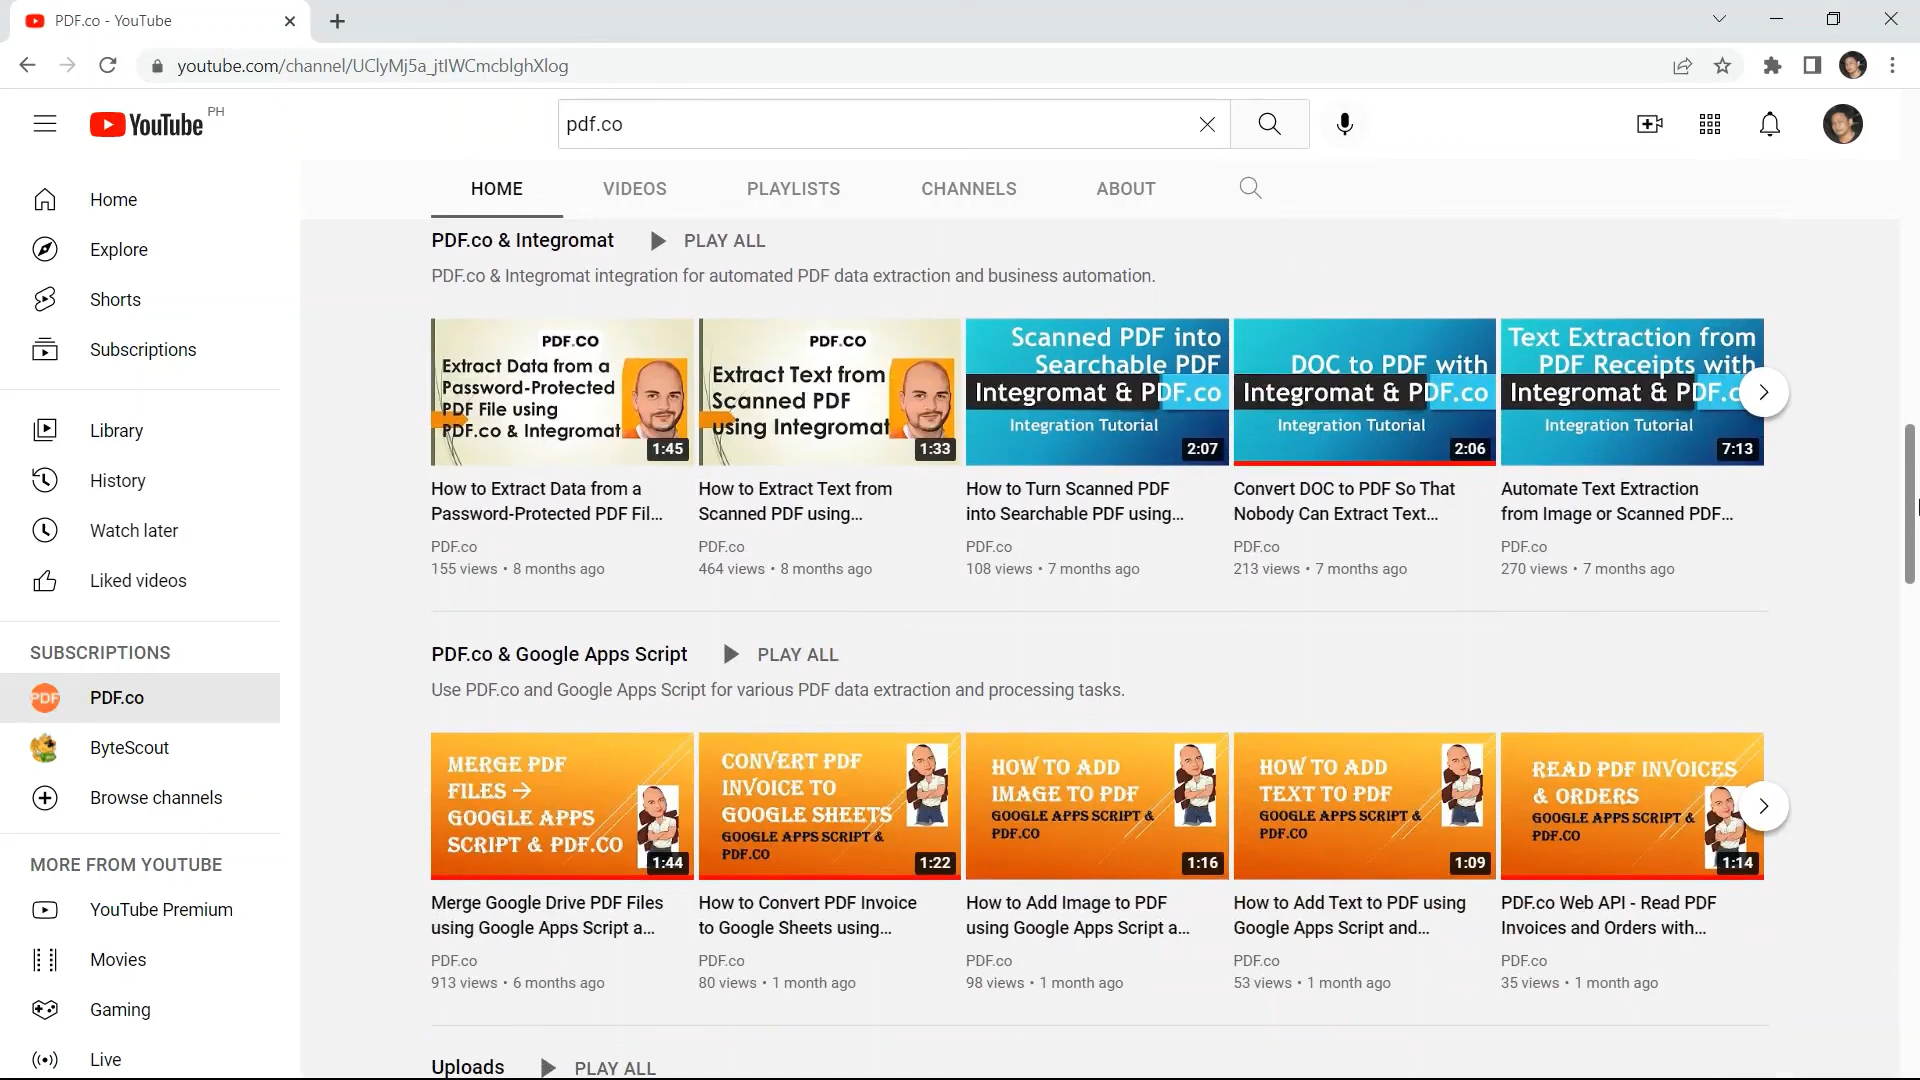 PDF.co - YouTube
youtube.com/channel/UClyMj5a_jtIWCmcblghXlog
YouTube PH
pdf.co
HOME VIDEOS PLAYLISTS CHANNELS ABOUT
Home
Explore
Shorts
Subscriptions
Library
History
Watch later
Liked videos
SUBSCRIPTIONS
PDF PDF.co
ByteScout
Browse channels
MORE FROM YOUTUBE
YouTube Premium
Movies
Gaming
Live
PDF.co & Integromat PLAY ALL
PDF.co & Integromat integration for automated PDF data extraction and business automation.
PDF.CO
Extract Data from a
Password-Protected
PDF File using
PDF.co & Integromat
1:45
How to Extract Data from a
Password-Protected PDF Fil...
PDF.co
155 views • 8 months ago
PDF.CO
Extract Text from
Scanned PDF
using Integromat
1:33
How to Extract Text from
Scanned PDF using...
PDF.co
464 views • 8 months ago
Scanned PDF into
Searchable PDF
Integromat & PDF.co
Integration Tutorial
2:07
How to Turn Scanned PDF
into Searchable PDF using...
PDF.co
108 views • 7 months ago
DOC to PDF with
Integromat & PDF.co
Integration Tutorial
2:06
Convert DOC to PDF So That
Nobody Can Extract Text...
PDF.co
213 views • 7 months ago
Text Extraction from
PDF Receipts with
Integromat & PDF.c
Integration Tutorial
7:13
Automate Text Extraction
from Image or Scanned PDF...
PDF.co
270 views • 7 months ago
PDF.co & Google Apps Script PLAY ALL
Use PDF.co and Google Apps Script for various PDF data extraction and processing tasks.
MERGE PDF
FILES →
GOOGLE APPS
SCRIPT & PDF.CO
1:44
Merge Google Drive PDF Files
using Google Apps Script a...
PDF.co
913 views • 6 months ago
CONVERT PDF
INVOICE TO
GOOGLE SHEETS
GOOGLE APPS SCRIPT &
PDF.CO
1:22
How to Convert PDF Invoice
to Google Sheets using...
PDF.co
80 views • 1 month ago
HOW TO ADD
IMAGE TO PDF
GOOGLE APPS SCRIPT &
PDF.CO
1:16
How to Add Image to PDF
using Google Apps Script a...
PDF.co
98 views • 1 month ago
HOW TO ADD
TEXT TO PDF
GOOGLE APPS SCRIPT &
PDF.CO
1:09
How to Add Text to PDF using
Google Apps Script and...
PDF.co
53 views • 1 month ago
READ PDF INVOICES
& ORDERS
GOOGLE APPS SCRIPT &
PDF.CO
1:14
PDF.co Web API - Read PDF
Invoices and Orders with...
PDF.co
35 views • 1 month ago
Uploads PLAY ALL